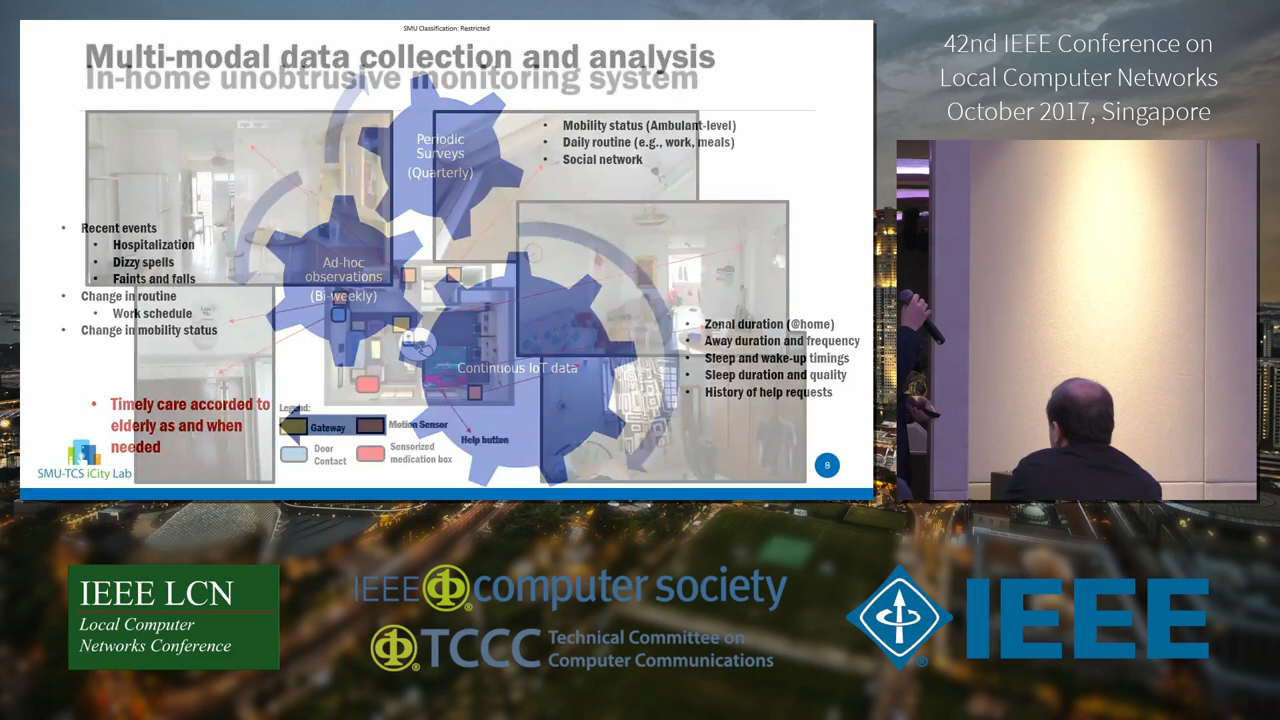 SMU Classification: Restricted
Multi-modal data collection and analysis
In-home unobtrusive monitoring system
Periodic
Surveys
(Quarterly)
• Mobility status (Ambulant-level)
• Daily routine (e.g., work, meals)
• Social network
• Recent events
• Hospitalization
• Dizzy spells
• Faints and falls
• Change in routine
• Work schedule
• Change in mobility status
Ad-hoc
observations
(Bi-weekly)
Continuous IoT data
• Zonal duration (@home)
• Away duration and frequency
• Sleep and wake-up timings
• Sleep duration and quality
• History of help requests
• Timely care accorded to
elderly as and when
needed
Legend:
Gateway
Motion Sensor
Door
Contact
Sensorized
medication box
Help button
SMU-TCS iCity Lab
8
42nd IEEE Conference on
Local Computer Networks
October 2017, Singapore
IEEE LCN
Local Computer
Networks Conference
IEEE computer society
TCCC Technical Committee on
Computer Communications
IEEE